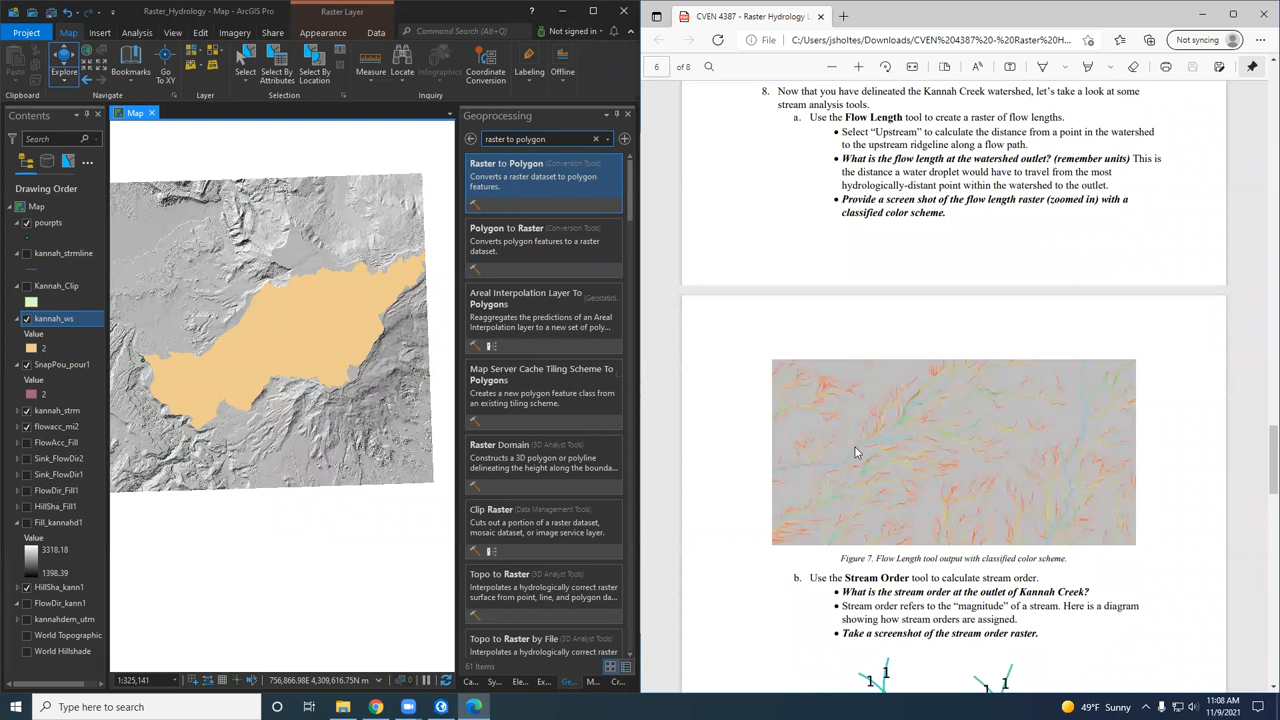 Raster_Hydrology - Map - ArcGIS Pro
Raster Layer
Project
Map
Insert
Analysis
View
Edit
Imagery
Share
Appearance
Data
Command Search (Alt+Q)
Not signed in
Paste
Explore
Bookmarks
Go To XY
Select
Select By Attributes
Select By Location
Measure
Locate
Infographics
Coordinate Conversion
Labeling
Offline
Clipboard
Navigate
Layer
Selection
Inquiry
Contents
Search
Drawing Order
Map
pourpts
kannah_strmline
Kannah_Clip
kannah_ws
Value
2
SnapPou_pour1
Value
2
kannah_strm
flowacc_mi2
FlowAcc_Fill
Sink_FlowDir2
Sink_FlowDir1
FlowDir_Fill1
HillSha_Fill1
Fill_kannahd1
Value
3318.18
1398.39
HillSha_kann1
FlowDir_kann1
kannahdem_utm
World Topographic
World Hillshade
Map
1:325,141
756,866.98E 4,309,616.75N m
Geoprocessing
raster to polygon
Raster to Polygon (Conversion Tools)
Converts a raster dataset to polygon
features.
Polygon to Raster (Conversion Tools)
Converts polygon features to a raster
dataset.
Areal Interpolation Layer To [Geostatisti...
Polygons
Reaggregates the predictions of an Areal
Interpolation layer to a new set of poly...
Map Server Cache Tiling Scheme To
Polygons
Creates a new polygon feature class from
an existing tiling scheme.
Raster Domain (3D Analyst Tools)
Constructs a 3D polygon or polyline
delineating the height along the bounda...
Clip Raster (Data Management Tools)
Cuts out a portion of a raster dataset,
mosaic dataset, or image service layer.
Topo to Raster (3D Analyst Tools)
Interpolates a hydrologically correct raster
surface from point, line, and polygon da...
Topo to Raster by File (3D Analyst Tools)
Interpolates a hydrologically correct raster
61 Items
Ca...
Sy...
Ele...
Ex...
Ge...
M...
Cr...
CVEN 4387 - Raster Hydrology L
File
C:/Users/jsholtes/Downloads/CVEN%204387%20-%20Raster%20H...
Not syncing
6 of 8
8. Now that you have delineated the Kannah Creek watershed, let's take a look at some
stream analysis tools.
a. Use the Flow Length tool to create a raster of flow lengths.
• Select “Upstream” to calculate the distance from a point in the watershed
to the upstream ridgeline along a flow path.
• What is the flow length at the watershed outlet? (remember units) This is
the distance a water droplet would have to travel from the most
hydrologically-distant point within the watershed to the outlet.
• Provide a screen shot of the flow length raster (zoomed in) with a
classified color scheme.
Figure 7. Flow Length tool output with classified color scheme.
b. Use the Stream Order tool to calculate stream order.
• What is the stream order at the outlet of Kannah Creek?
• Stream order refers to the “magnitude” of a stream. Here is a diagram
showing how stream orders are assigned.
• Take a screenshot of the stream order raster.
1 1 1 1
Type here to search
49°F Sunny
11:08 AM
11/9/2021